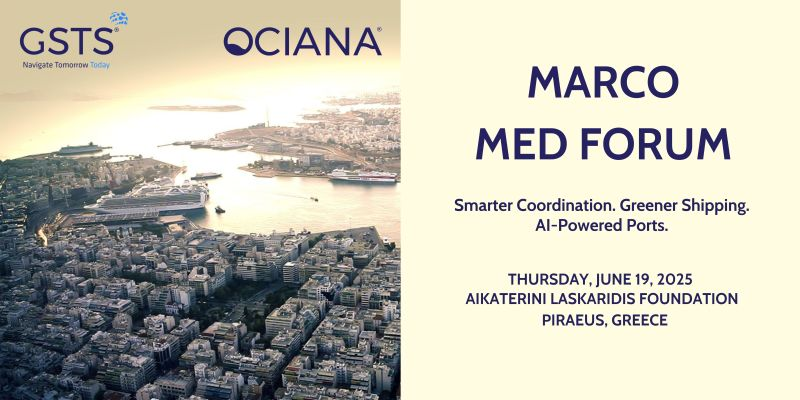 GSTS®
Navigate Tomorrow Today
OCIANA®
MARCO
MED FORUM
Smarter Coordination. Greener Shipping.
AI-Powered Ports.
THURSDAY, JUNE 19, 2025
AIKATERINI LASKARIDIS FOUNDATION
PIRAEUS, GREECE